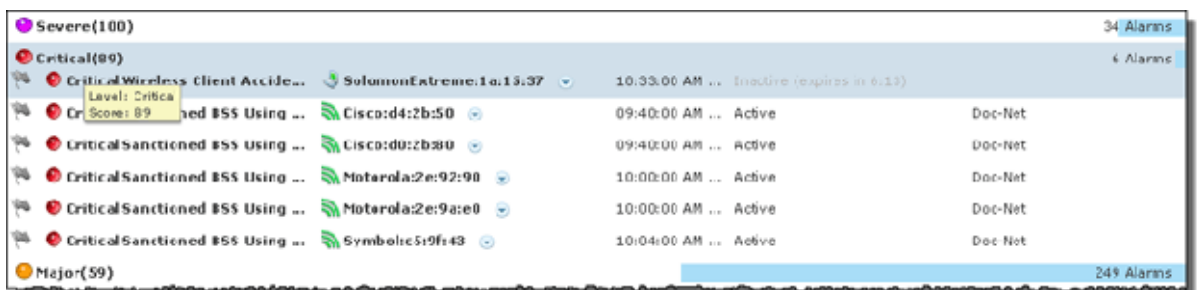 Severe(100) 34 Alarms
Critical(89) 6 Alarms
Critical Wireless Client Accide... SolomonExtreme:1a:15:37 10:33:00 AM ... Inactive (expires in 6:13)
Level: Critica
Score: 89
Cr ned BSS Using ... Cisco:d4:2b:50 09:40:00 AM ... Active Doc-Net
Critical Sanctioned BSS Using ... Cisco:d0:2b:80 09:40:00 AM ... Active Doc-Net
Critical Sanctioned BSS Using ... Motorola:2e:92:90 10:00:00 AM ... Active Doc-Net
Critical Sanctioned BSS Using ... Motorola:2e:9a:e0 10:00:00 AM ... Active Doc-Net
Critical Sanctioned BSS Using ... Symbol:c5:9f:43 10:04:00 AM ... Active Doc Net
Major(59) 249 Alarms